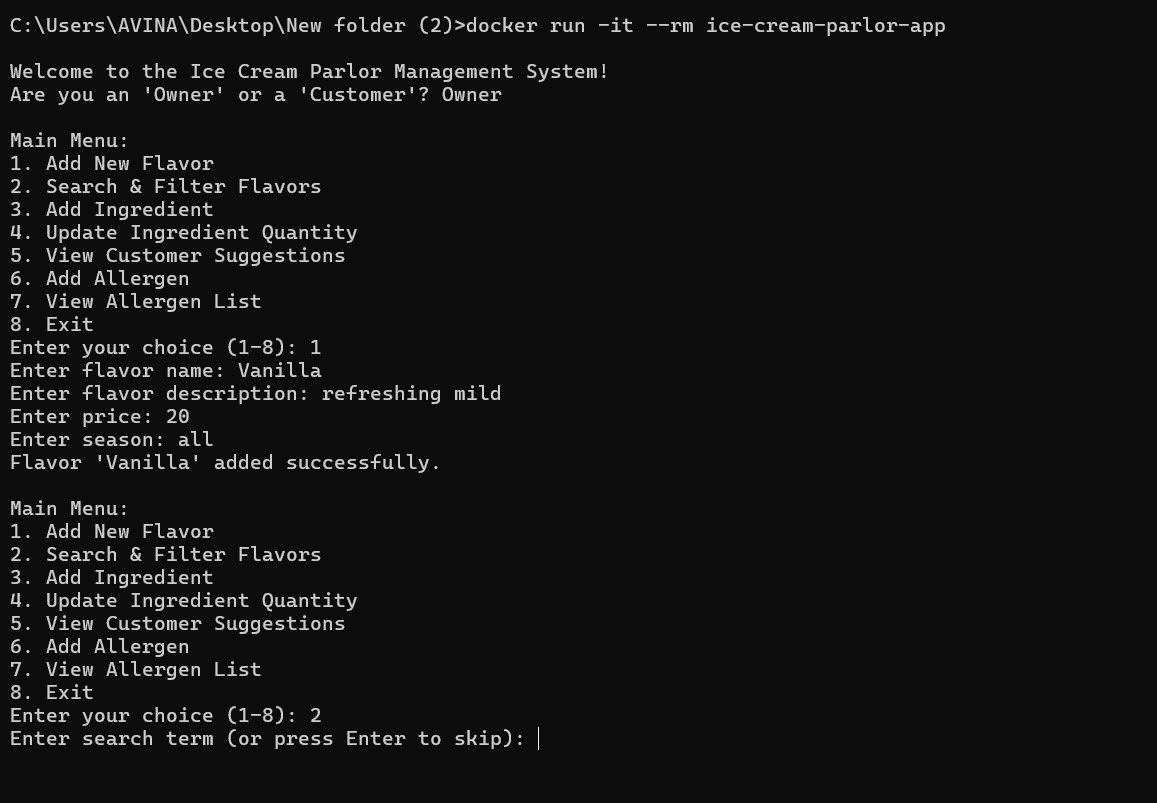 C:\Users\AVINA\Desktop\New folder (2)>docker run -it --rm ice-cream-parlor-app
Welcome to the Ice Cream Parlor Management System!
Are you an 'Owner' or a 'Customer'? Owner
Main Menu:
1. Add New Flavor
2. Search & Filter Flavors
3. Add Ingredient
4. Update Ingredient Quantity
5. View Customer Suggestions
6. Add Allergen
7. View Allergen List
8. Exit
Enter your choice (1-8): 1
Enter flavor name: Vanilla
Enter flavor description: refreshing mild
Enter price: 20
Enter season: all
Flavor 'Vanilla' added successfully.
Main Menu:
1. Add New Flavor
2. Search & Filter Flavors
3. Add Ingredient
4. Update Ingredient Quantity
5. View Customer Suggestions
6. Add Allergen
7. View Allergen List
8. Exit
Enter your choice (1-8): 2
Enter search term (or press Enter to skip):